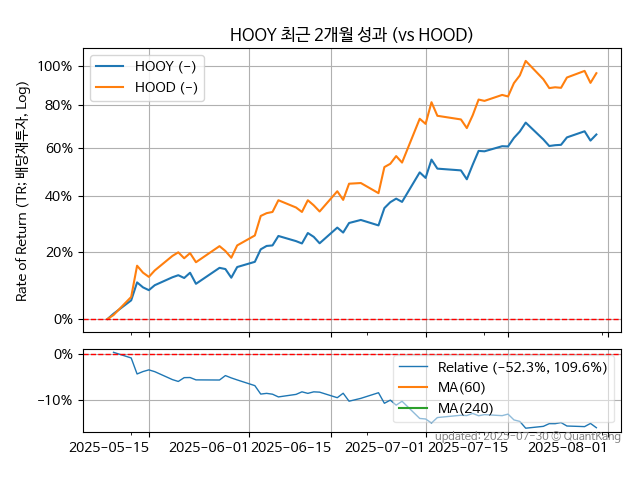 HOOY 최근 2개월 성과 (vs HOOD)
Rate of Return (TR; 배당재투자, Log)
100%
80%
60%
40%
20%
0%
HOOY (-)
HOOD (-)
0%
-10%
Relative (-52.3%, 109.6%)
MA(60)
MA(240)
updated: 2025-07-30 © QuantKang
2025-05-15
2025-06-01
2025-06-15
2025-07-01
2025-07-15
2025-08-01